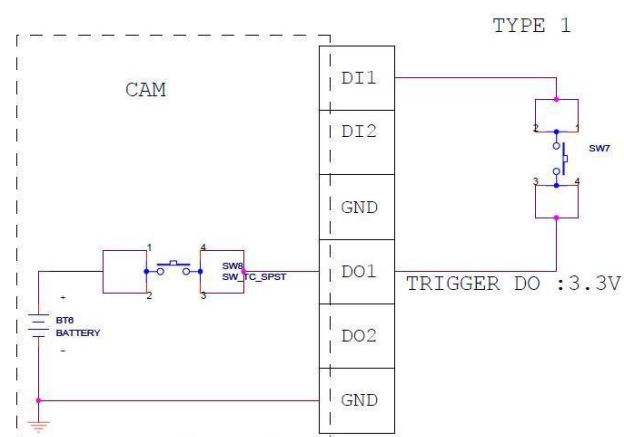 TYPE 1
CAM
DI1
DI2
GND
DO1
DO2
GND
2 1
SW7
3 4
TRIGGER DO :3.3V
1 4
SW8
SW_TC_SPST
2 3
+
BT6
BATTERY
-